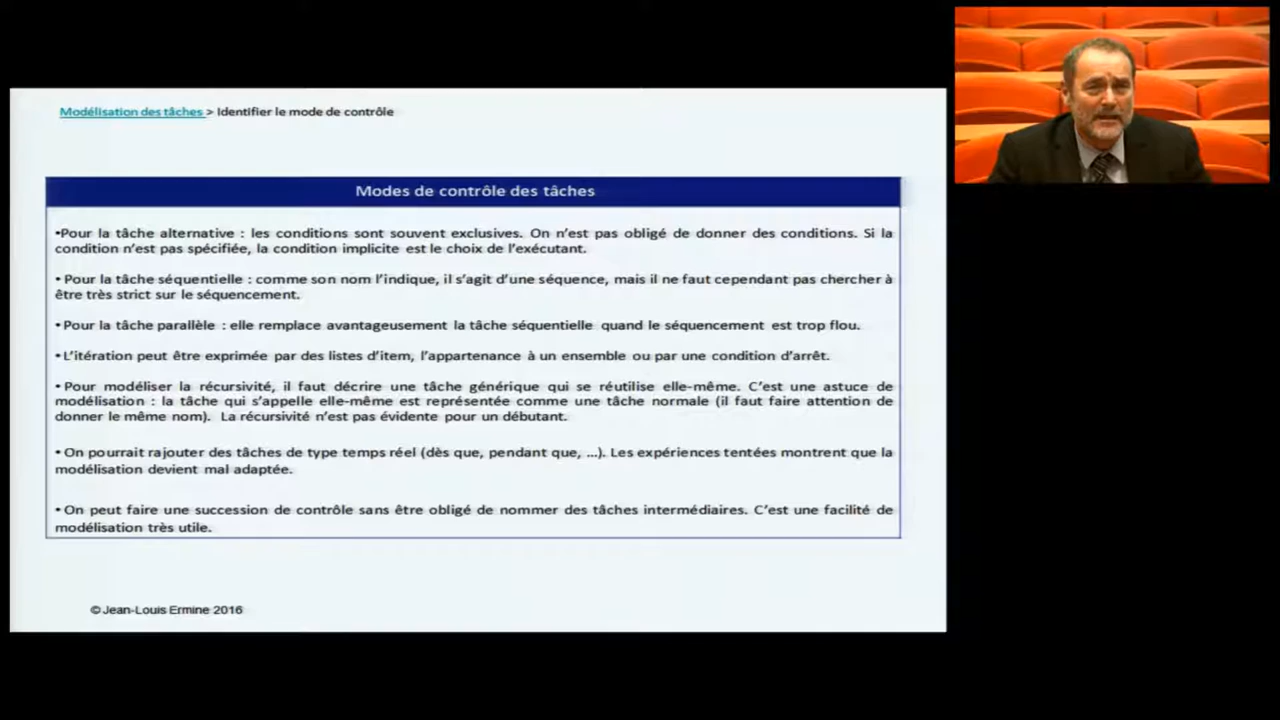 Modélisation des tâches > Identifier le mode de contrôle
Modes de contrôle des tâches
•Pour la tâche alternative : les conditions sont souvent exclusives. On n'est pas obligé de donner des conditions. Si la
condition n'est pas spécifiée, la condition implicite est le choix de l'exécutant.
• Pour la tâche séquentielle : comme son nom l'indique, il s'agit d'une séquence, mais il ne faut cependant pas chercher à
être très strict sur le séquencement.
• Pour la tâche parallèle : elle remplace avantageusement la tâche séquentielle quand le séquencement est trop flou.
• L'itération peut être exprimée par des listes d'item, l'appartenance à un ensemble ou par une condition d'arrêt.
• Pour modéliser la récursivité, il faut décrire une tâche générique qui se réutilise elle-même. C'est une astuce de
modélisation : la tâche qui s'appelle elle-même est représentée comme une tâche normale (il faut faire attention de
donner le même nom). La récursivité n'est pas évidente pour un débutant.
• On pourrait rajouter des tâches de type temps réel (dès que, pendant que, ...). Les expériences tentées montrent que la
modélisation devient mal adaptée.
• On peut faire une succession de contrôle sans être obligé de nommer des tâches intermédiaires. C'est une facilité de
modélisation très utile.
© Jean-Louis Ermine 2016